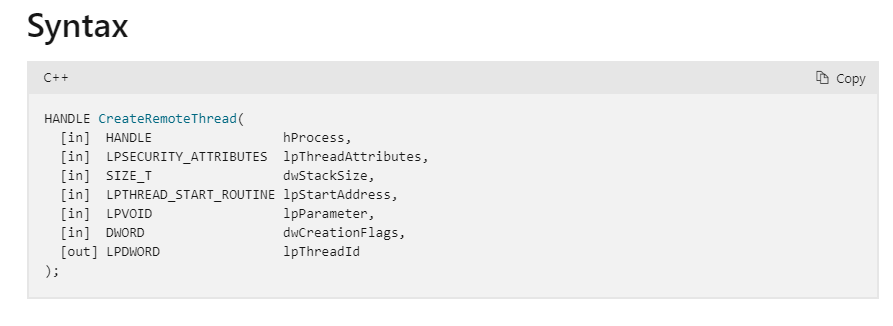 Syntax
C++ Copy
HANDLE CreateRemoteThread(
  [in]  HANDLE                 hProcess,
  [in]  LPSECURITY_ATTRIBUTES  lpThreadAttributes,
  [in]  SIZE_T                 dwStackSize,
  [in]  LPTHREAD_START_ROUTINE lpStartAddress,
  [in]  LPVOID                 lpParameter,
  [in]  DWORD                  dwCreationFlags,
  [out] LPDWORD                lpThreadId
);